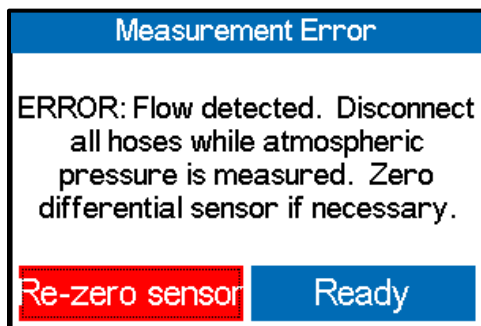 Measurement Error
ERROR: Flow detected. Disconnect
all hoses while atmospheric
pressure is measured. Zero
differential sensor if necessary.
Re-zero sensor
Ready